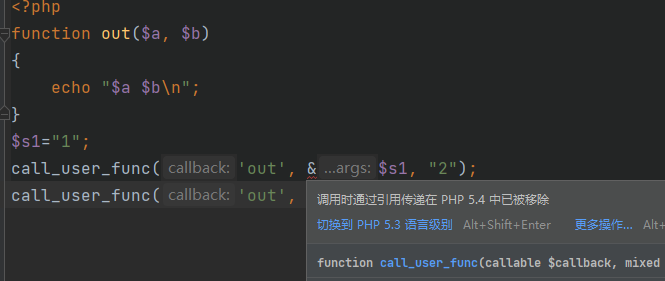 <?php
function out($a, $b)
{
echo "$a $b\n";
}
$s1="1";
call_user_func( callback: 'out', & ...args: $s1, "2");
call_user_func( callback: 'out',
调用时通过引用传递在 PHP 5.4 中已被移除
切换到 PHP 5.3 语言级别 Alt+Shift+Enter 更多操作... Alt+
function call_user_func(callable $callback, mixed